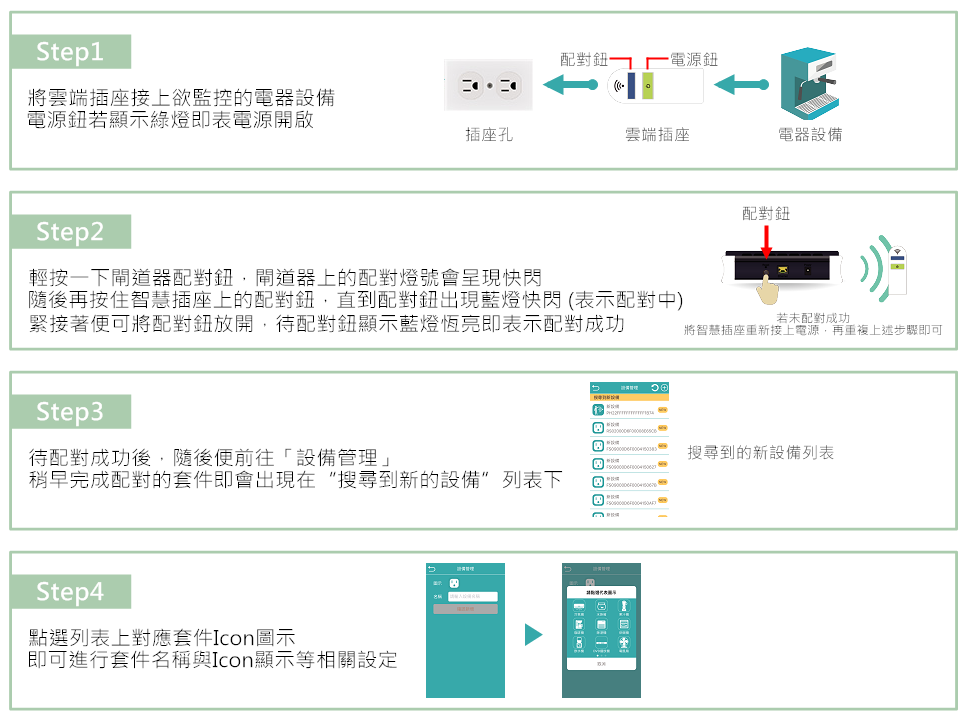 Step1
將雲端插座接上欲監控的電器設備
電源鈕若顯示綠燈即表電源開啟
配對鈕
電源鈕
插座孔
雲端插座
電器設備
Step2
輕按一下閘道器配對鈕，閘道器上的配對燈號會呈現快閃
隨後再按住智慧插座上的配對鈕，直到配對鈕出現藍燈快閃 (表示配對中)
緊接著便可將配對鈕放開，待配對鈕顯示藍燈恆亮即表示配對成功
配對鈕
若未配對成功
將智慧插座重新接上電源，再重複上述步驟即可
Step3
待配對成功後，隨後便前往「設備管理」
稍早完成配對的套件即會出現在“搜尋到新的設備”列表下
設備管理
搜尋到新設備
新設備
NEW
新設備
NEW
新設備
NEW
新設備
NEW
新設備
NEW
新設備
NEW
新設備
搜尋到的新設備列表
Step4
點選列表上對應套件Icon圖示
即可進行套件名稱與Icon顯示等相關設定
設備管理
圖示
名稱
設備管理
圖示
請點選代表圖示
取消